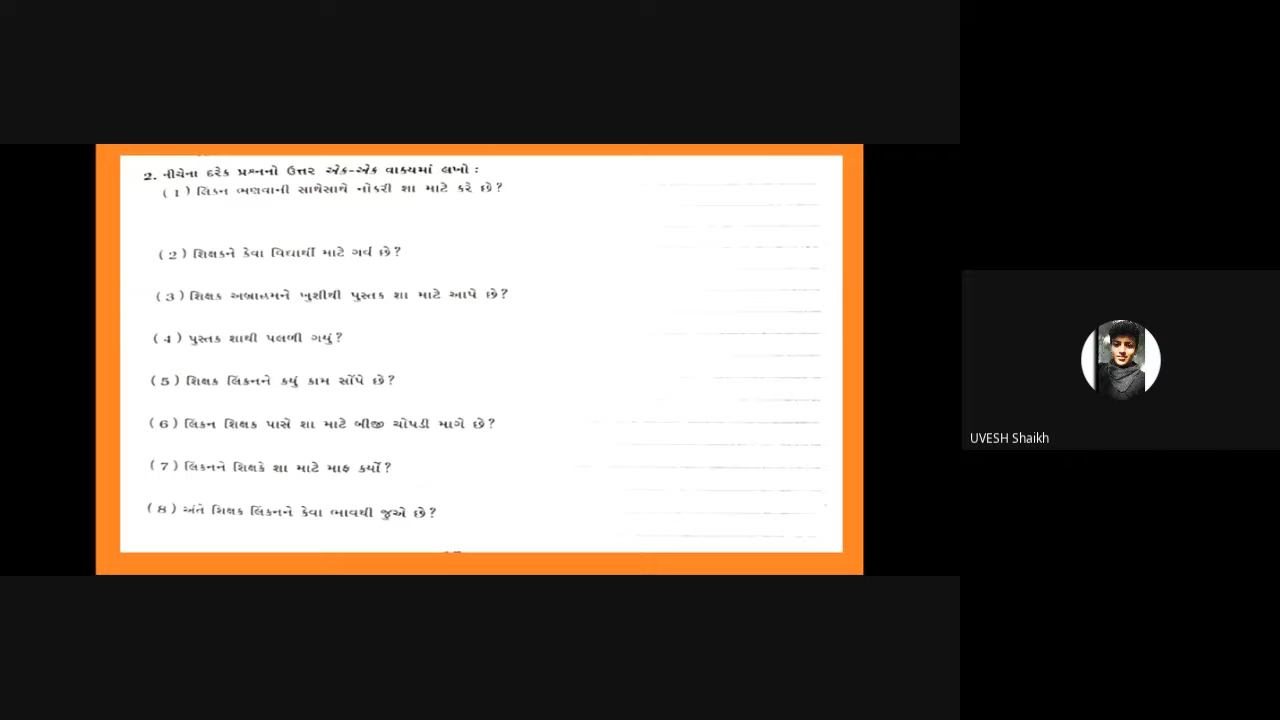 2. નીચેના દરેક પ્રશ્નનો ઉત્તર એક-એક વાક્યમાં લખો :
( 1 ) લિંકન ભણવાની સાથેસાથે નોકરી શા માટે કરે છે?
( 2 ) શિક્ષકને કેવા વિદ્યાર્થી માટે ગર્વ છે?
( 3 ) શિક્ષક અબ્રાહમને ખુશીથી પુસ્તક શા માટે આપે છે?
( 4 ) પુસ્તક શાથી પલળી ગયું?
( 5 ) શિક્ષક લિંકનને કયું કામ સોંપે છે?
( 6 ) લિંકન શિક્ષક પાસે શા માટે બીજી ચોપડી માગે છે?
( 7 ) લિંકનને શિક્ષકે શા માટે માફ કર્યો?
( 8 ) અંતે શિક્ષક લિંકનને કેવા ભાવથી જુએ છે?
UVESH Shaikh